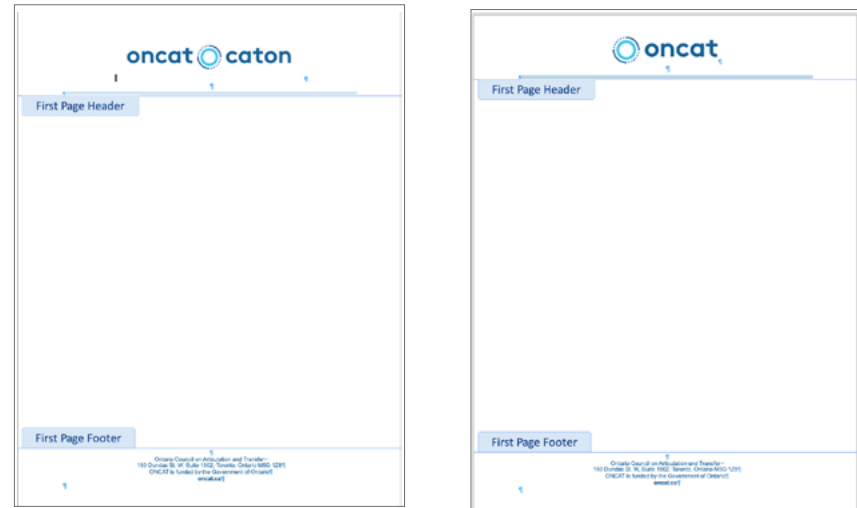 oncat caton
¶
¶
First Page Header
First Page Footer
¶
Ontario Council on Articulation and Transfer
180 Dundas St. W, Suite 1902, Toronto, Ontario M5G 1Z8¶
ONCAT is funded by the Government of Ontario¶
oncat.ca¶
¶
oncat
¶
¶
First Page Header
First Page Footer
¶
Ontario Council on Articulation and Transfer
180 Dundas St. W, Suite 1902, Toronto, Ontario M5G 1Z8¶
ONCAT is funded by the Government of Ontario¶
oncat.ca¶
¶